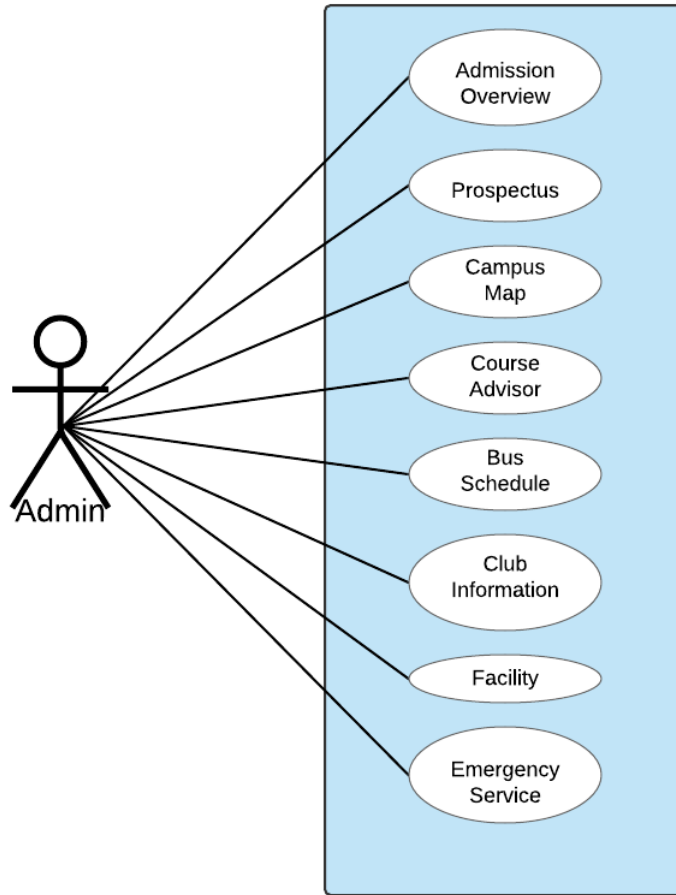 Admission
Overview
Prospectus
Campus
Map
Course
Advisor
Bus
Schedule
Admin
Club
Information
Facility
Emergency
Service